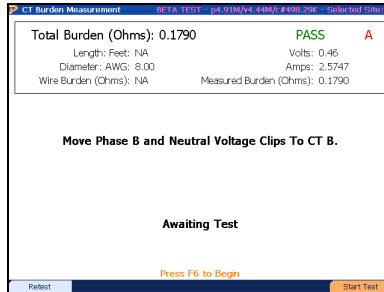 CT Burden Measurement BETA TEST - p4.91M/v4.44M/c#498.29K - Selected Site:
Total Burden (Ohms): 0.1790 PASS A
Length: Feet: NA Volts: 0.46
Diameter: AWG: 8.00 Amps: 2.5747
Wire Burden (Ohms): NA Measured Burden (Ohms): 0.1790
Move Phase B and Neutral Voltage Clips To CT B.
Awaiting Test
Press F6 to Begin
Retest Start Test